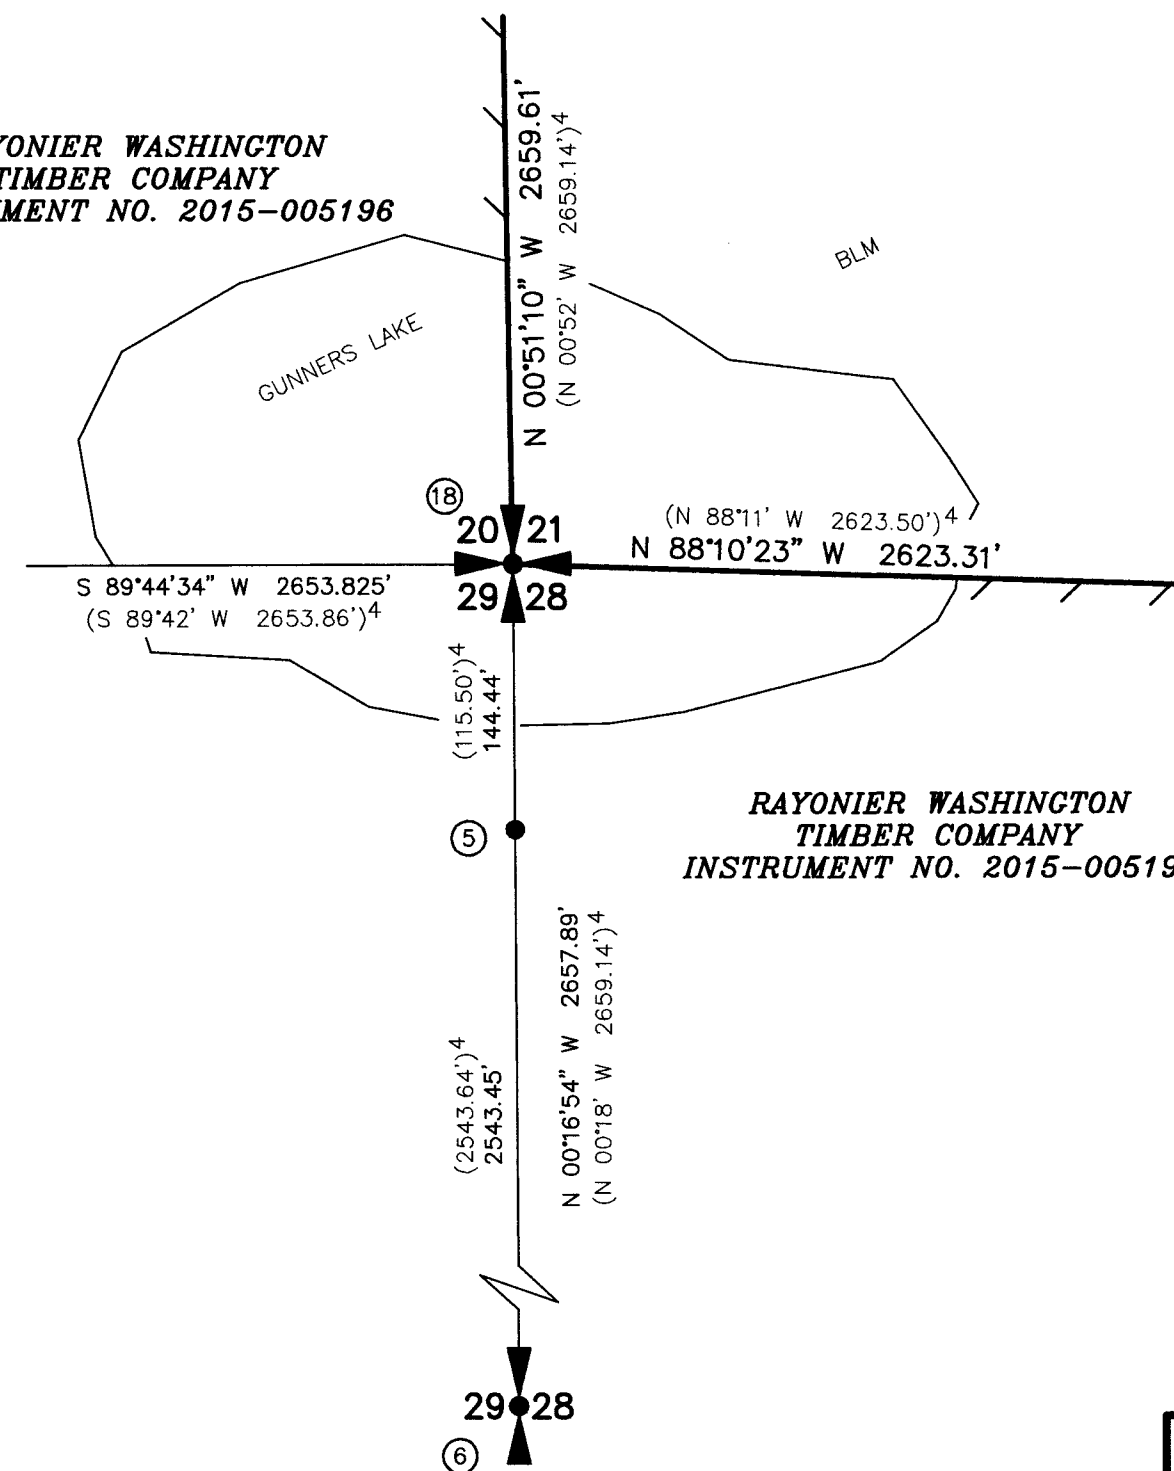 YONIER WASHINGTON
TIMBER COMPANY
MENT NO. 2015-005196
N 00°51'10" W 2659.61'
(N 00°52' W 2659.14')4
BLM
GUNNERS LAKE
18
20 21
(N 88°11' W 2623.50')4
N 88°10'23" W 2623.31'
S 89°44'34" W 2653.825'
(S 89°42' W 2653.86')4
29 28
(115.50')4
144.44'
5
RAYONIER WASHINGTON
TIMBER COMPANY
INSTRUMENT NO. 2015-00519
N 00°16'54" W 2657.89'
(N 00°18' W 2659.14')4
(2543.64')4
2543.45'
29 28
6